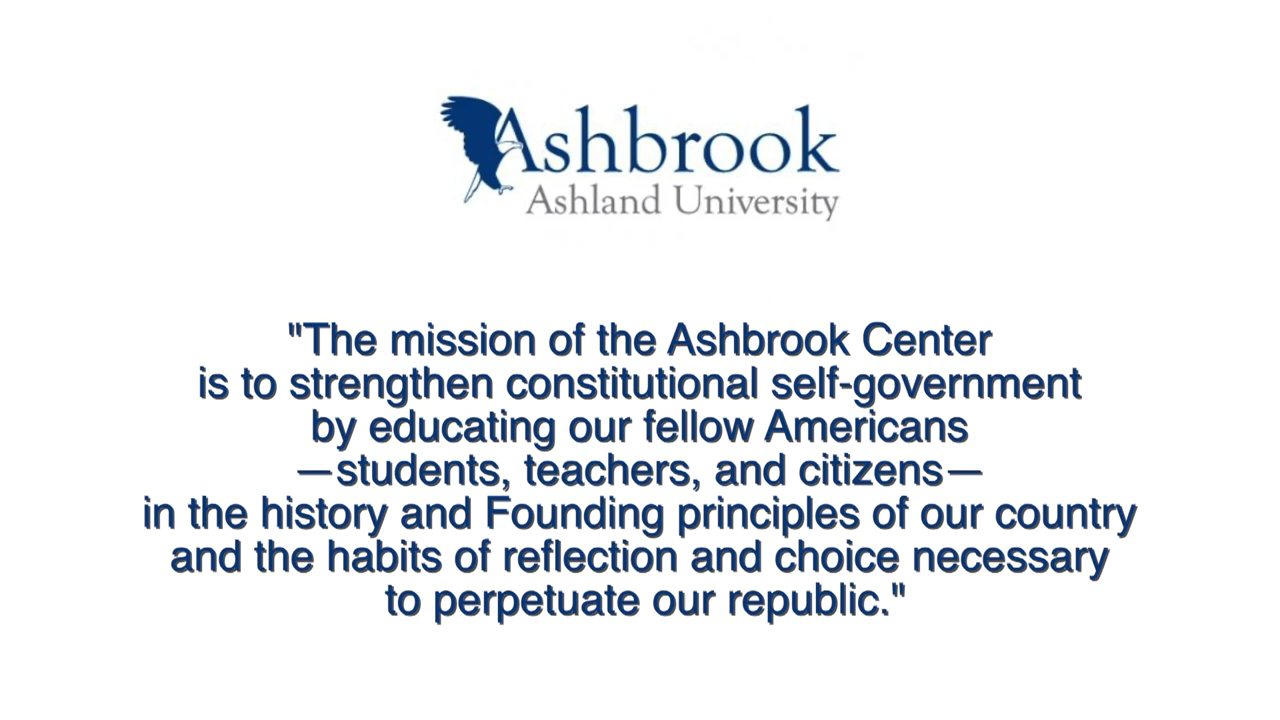 Ashbrook
Ashland University
"The mission of the Ashbrook Center
is to strengthen constitutional self-government
by educating our fellow Americans
—students, teachers, and citizens—
in the history and Founding principles of our country
and the habits of reflection and choice necessary
to perpetuate our republic."